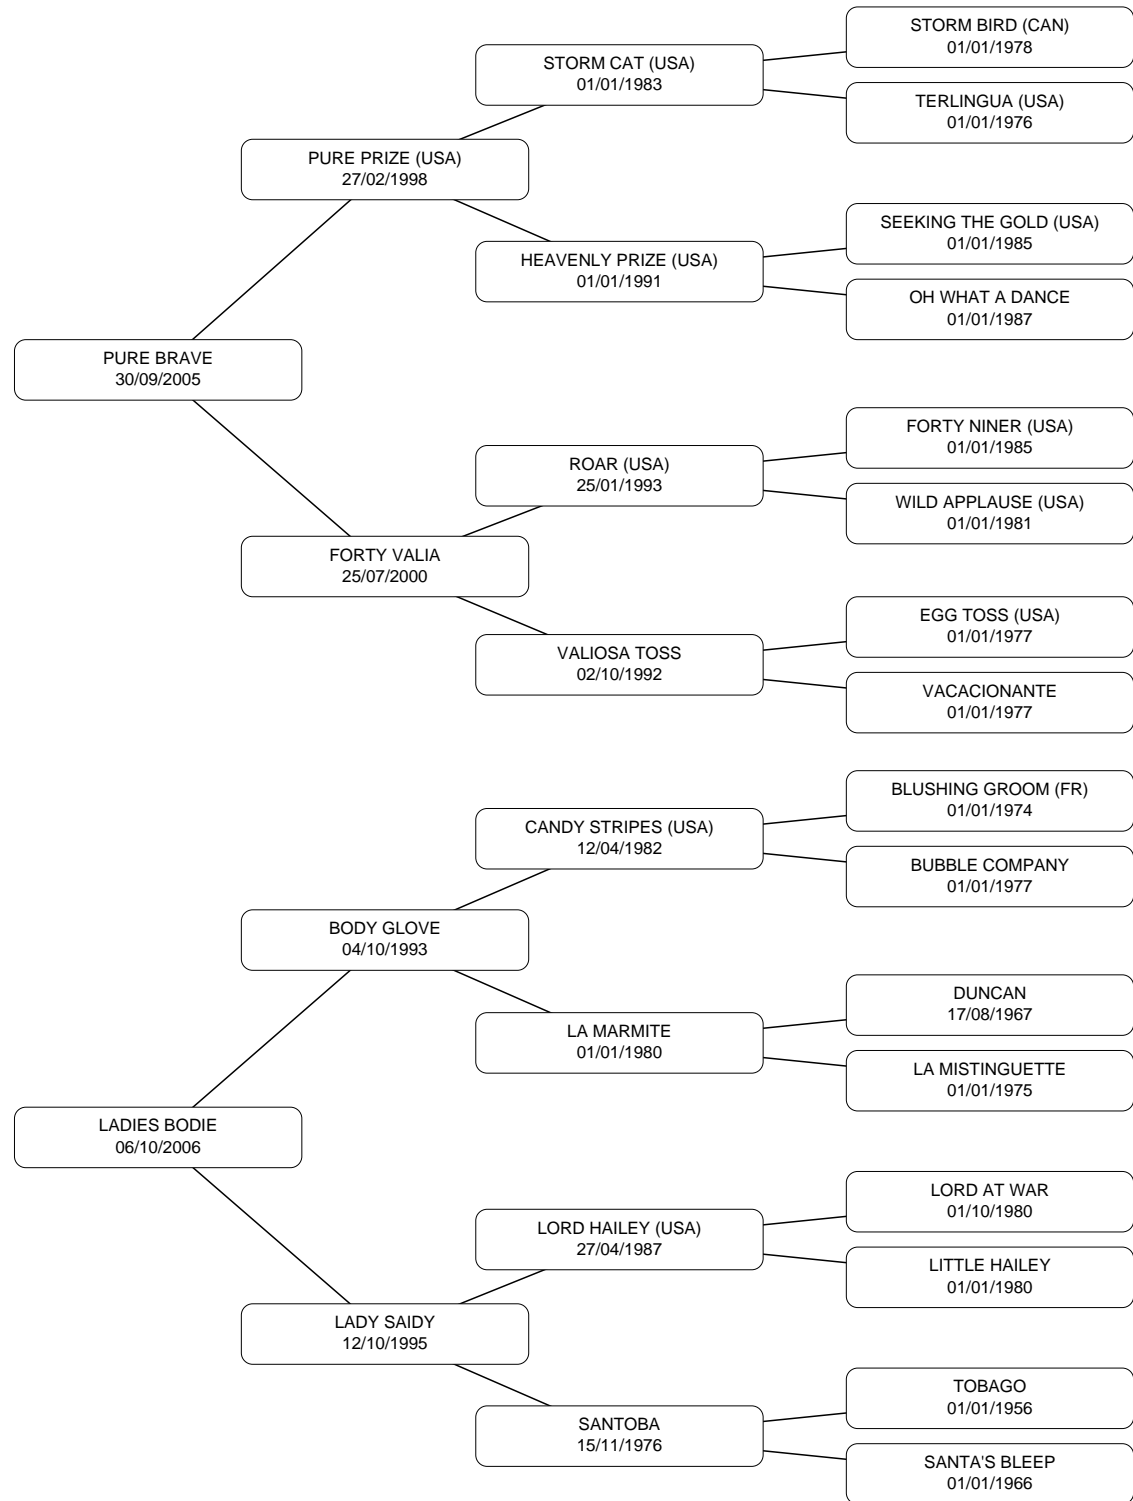 STORM BIRD (CAN)
01/01/1978
STORM CAT (USA)
01/01/1983
TERLINGUA (USA)
01/01/1976
PURE PRIZE (USA)
27/02/1998
SEEKING THE GOLD (USA)
01/01/1985
HEAVENLY PRIZE (USA)
01/01/1991
OH WHAT A DANCE
01/01/1987
PURE BRAVE
30/09/2005
FORTY NINER (USA)
01/01/1985
ROAR (USA)
25/01/1993
WILD APPLAUSE (USA)
01/01/1981
FORTY VALIA
25/07/2000
EGG TOSS (USA)
01/01/1977
VALIOSA TOSS
02/10/1992
VACACIONANTE
01/01/1977
BLUSHING GROOM (FR)
01/01/1974
CANDY STRIPES (USA)
12/04/1982
BUBBLE COMPANY
01/01/1977
BODY GLOVE
04/10/1993
DUNCAN
17/08/1967
LA MARMITE
01/01/1980
LA MISTINGUETTE
01/01/1975
LADIES BODIE
06/10/2006
LORD AT WAR
01/10/1980
LORD HAILEY (USA)
27/04/1987
LITTLE HAILEY
01/01/1980
LADY SAIDY
12/10/1995
TOBAGO
01/01/1956
SANTOBA
15/11/1976
SANTA'S BLEEP
01/01/1966